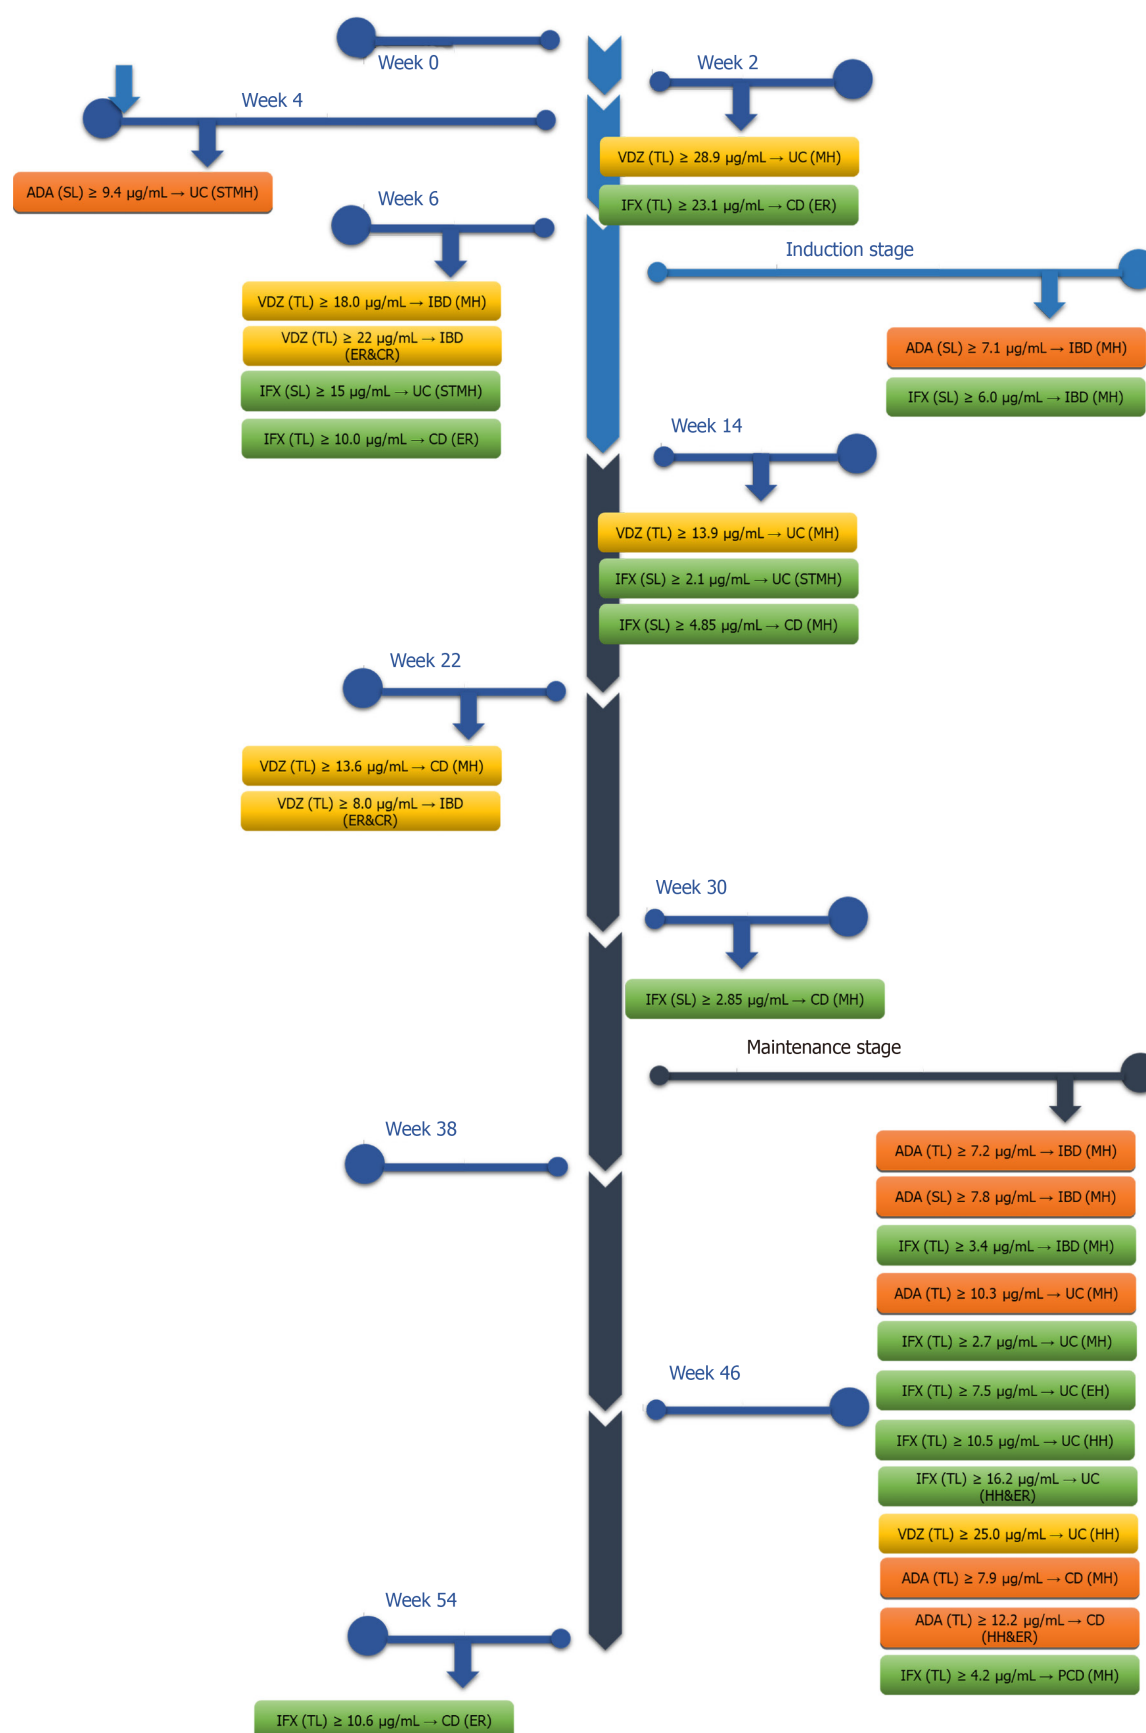 Week 0
Week 2
Week 4
VDZ (TL) ≥ 28.9 µg/mL → UC (MH)
ADA (SL) ≥ 9.4 µg/mL → UC (STMH)
IFX (TL) ≥ 23.1 µg/mL → CD (ER)
Week 6
Induction stage
VDZ (TL) ≥ 18.0 µg/mL → IBD (MH)
VDZ (TL) ≥ 22 µg/mL → IBD
(ER&CR)
IFX (SL) ≥ 15 µg/mL → UC (STMH)
IFX (TL) ≥ 10.0 µg/mL → CD (ER)
ADA (SL) ≥ 7.1 µg/mL → IBD (MH)
IFX (SL) ≥ 6.0 µg/mL → IBD (MH)
Week 14
VDZ (TL) ≥ 13.9 µg/mL → UC (MH)
IFX (SL) ≥ 2.1 µg/mL → UC (STMH)
IFX (SL) ≥ 4.85 µg/mL → CD (MH)
Week 22
VDZ (TL) ≥ 13.6 µg/mL → CD (MH)
VDZ (TL) ≥ 8.0 µg/mL → IBD
(ER&CR)
Week 30
IFX (SL) ≥ 2.85 µg/mL → CD (MH)
Maintenance stage
Week 38
ADA (TL) ≥ 7.2 µg/mL → IBD (MH)
ADA (SL) ≥ 7.8 µg/mL → IBD (MH)
IFX (TL) ≥ 3.4 µg/mL → IBD (MH)
ADA (TL) ≥ 10.3 µg/mL → UC (MH)
IFX (TL) ≥ 2.7 µg/mL → UC (MH)
Week 46
IFX (TL) ≥ 7.5 µg/mL → UC (EH)
IFX (TL) ≥ 10.5 µg/mL → UC (HH)
IFX (TL) ≥ 16.2 µg/mL → UC
(HH&ER)
VDZ (TL) ≥ 25.0 µg/mL → UC (HH)
ADA (TL) ≥ 7.9 µg/mL → CD (MH)
ADA (TL) ≥ 12.2 µg/mL → CD
(HH&ER)
IFX (TL) ≥ 4.2 µg/mL → PCD (MH)
Week 54
IFX (TL) ≥ 10.6 µg/mL → CD (ER)